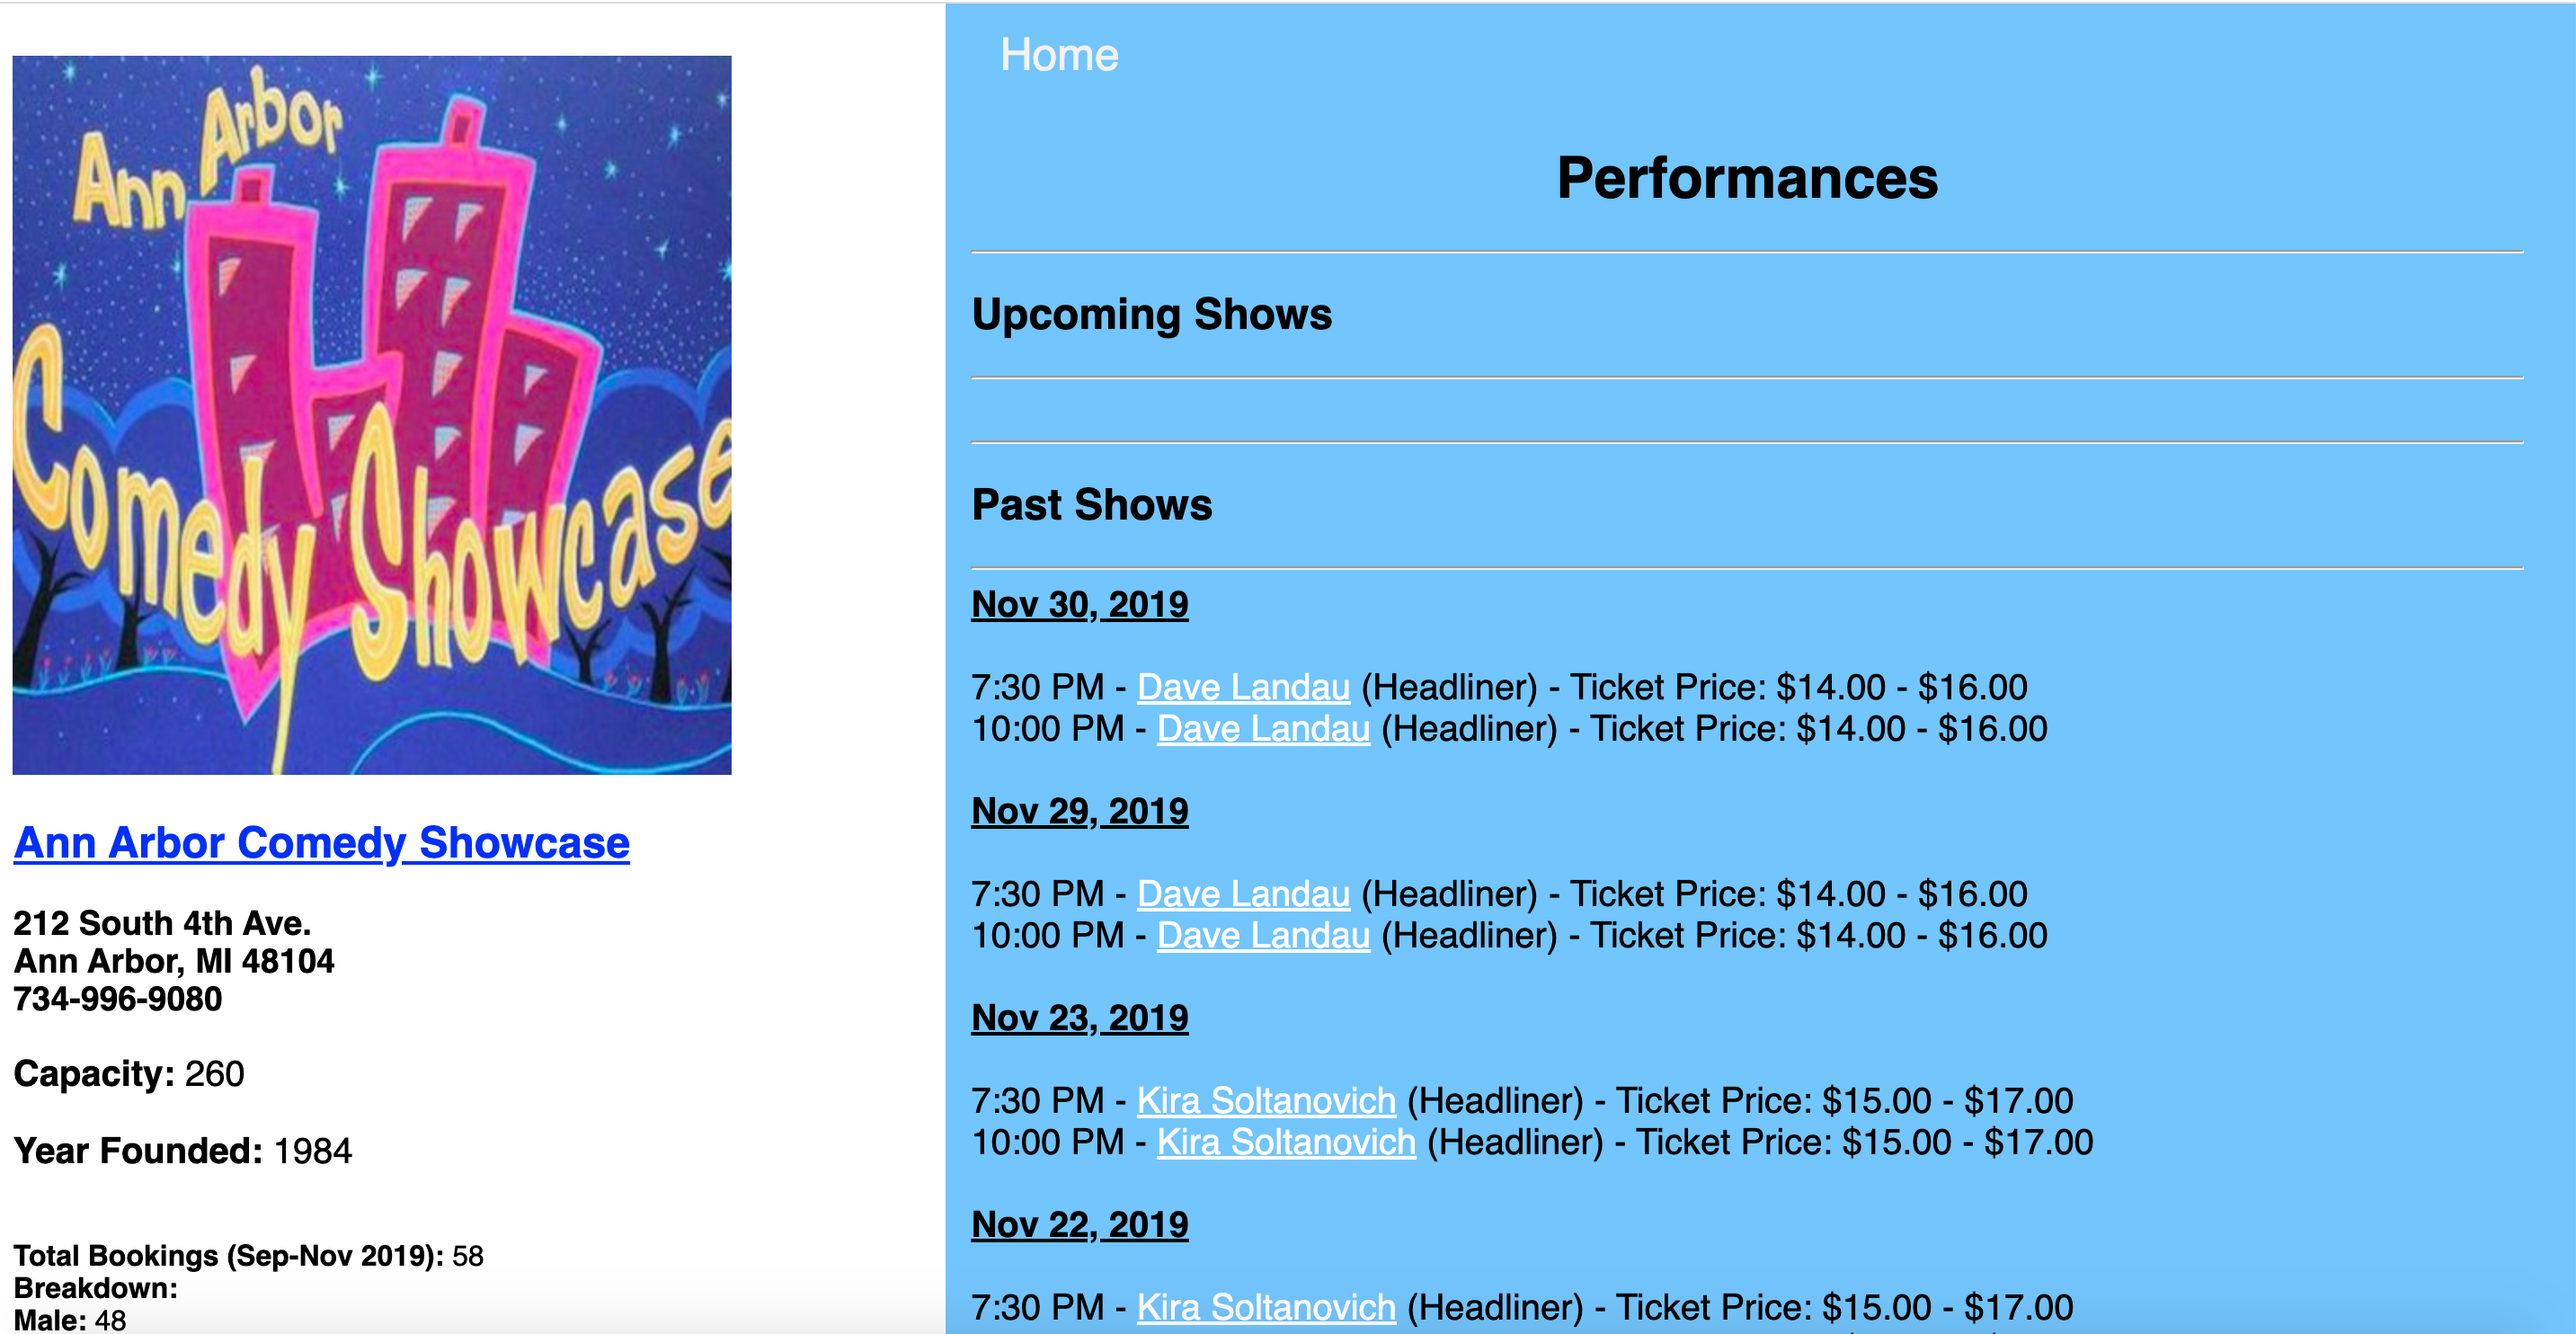 Ann Arbor
Comedy Showcase
Ann Arbor Comedy Showcase
212 South 4th Ave.
Ann Arbor, MI 48104
734-996-9080
Capacity: 260
Year Founded: 1984
Total Bookings (Sep-Nov 2019): 58
Breakdown:
Male: 48
Home
Performances
Upcoming Shows
Past Shows
Nov 30, 2019
7:30 PM - Dave Landau (Headliner) - Ticket Price: $14.00 - $16.00
10:00 PM - Dave Landau (Headliner) - Ticket Price: $14.00 - $16.00
Nov 29, 2019
7:30 PM - Dave Landau (Headliner) - Ticket Price: $14.00 - $16.00
10:00 PM - Dave Landau (Headliner) - Ticket Price: $14.00 - $16.00
Nov 23, 2019
7:30 PM - Kira Soltanovich (Headliner) - Ticket Price: $15.00 - $17.00
10:00 PM - Kira Soltanovich (Headliner) - Ticket Price: $15.00 - $17.00
Nov 22, 2019
7:30 PM - Kira Soltanovich (Headliner) - Ticket Price: $15.00 - $17.00